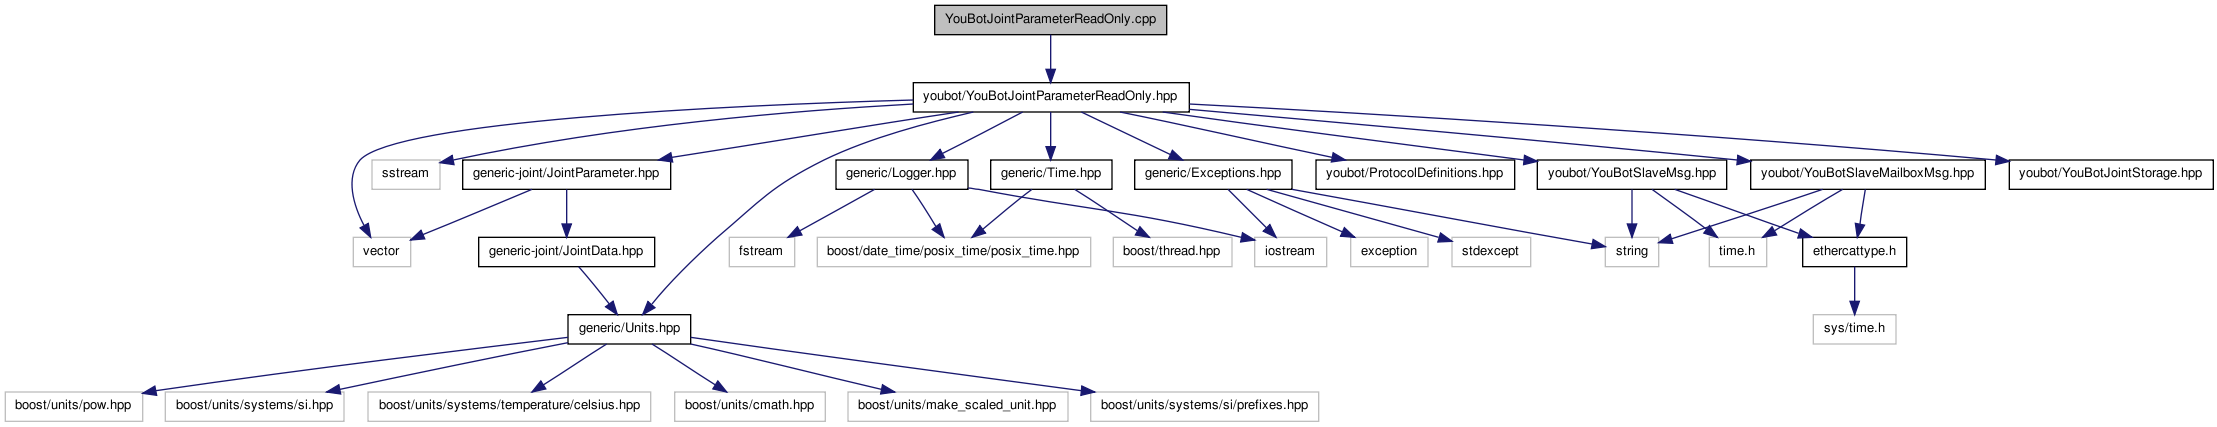 YouBotJointParameterReadOnly.cpp
youbot/YouBotJointParameterReadOnly.hpp
sstream
generic-joint/JointParameter.hpp
generic/Logger.hpp
generic/Time.hpp
generic/Exceptions.hpp
youbot/ProtocolDefinitions.hpp
youbot/YouBotSlaveMsg.hpp
youbot/YouBotSlaveMailboxMsg.hpp
youbot/YouBotJointStorage.hpp
vector
generic-joint/JointData.hpp
fstream
boost/date_time/posix_time/posix_time.hpp
boost/thread.hpp
iostream
exception
stdexcept
string
time.h
ethercattype.h
generic/Units.hpp
sys/time.h
boost/units/pow.hpp
boost/units/systems/si.hpp
boost/units/systems/temperature/celsius.hpp
boost/units/cmath.hpp
boost/units/make_scaled_unit.hpp
boost/units/systems/si/prefixes.hpp